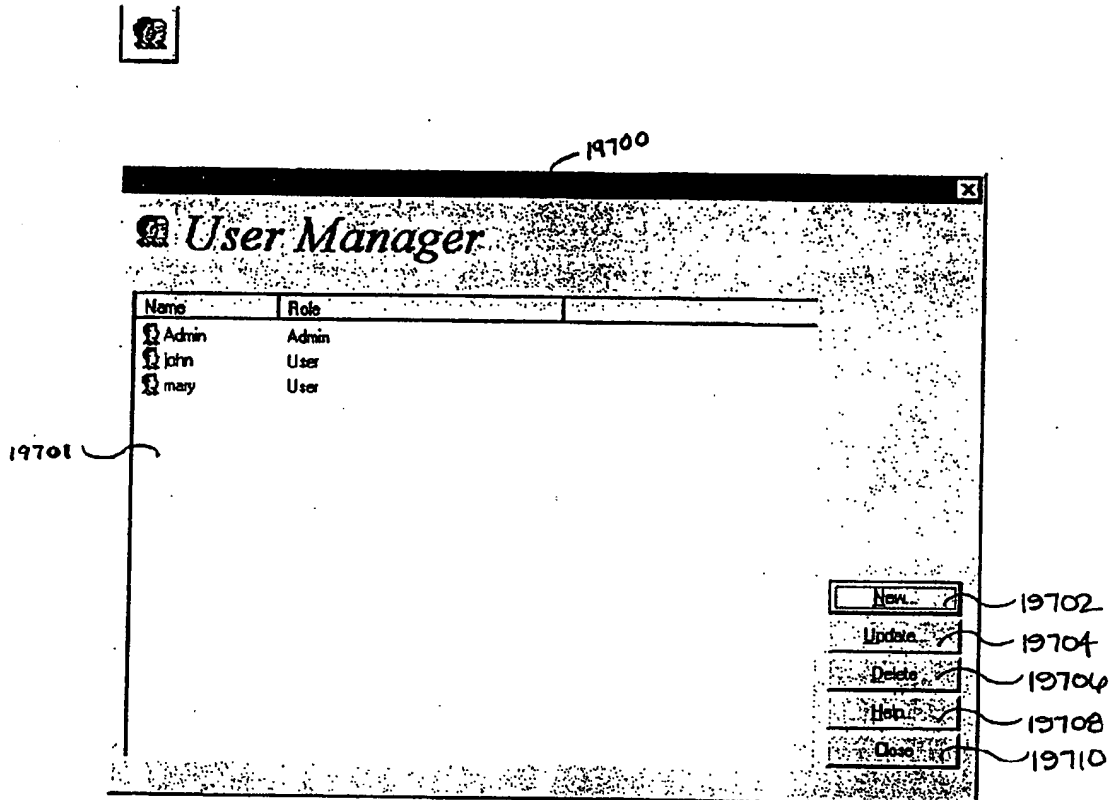 19700
User Manager
Name Role
Admin Admin
john User
mary User
19701
New... 19702
Update... 19704
Delete 19706
Help... 19708
Close 19710